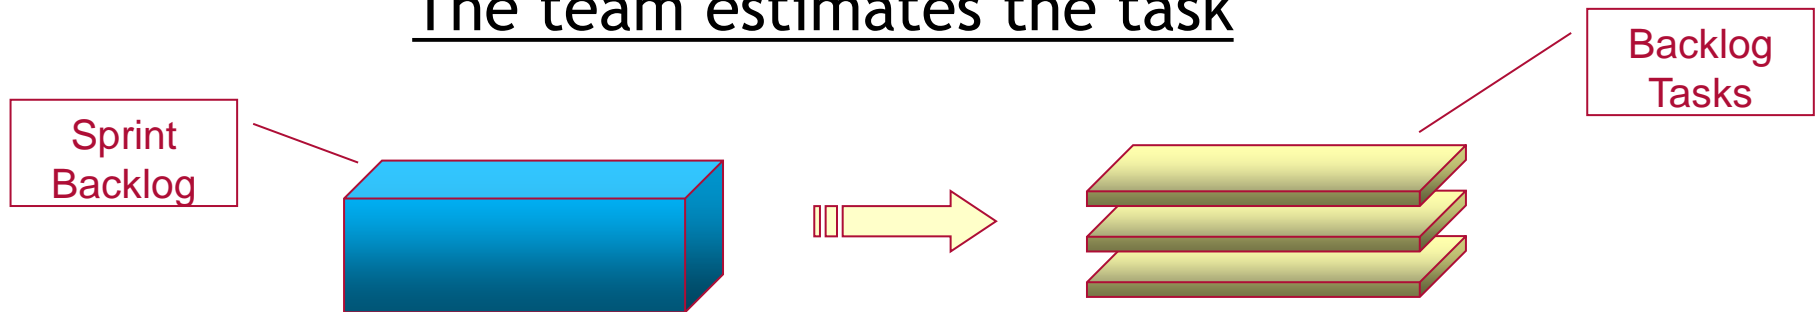 The team estimates the task
Backlog
Tasks
Sprint
Backlog